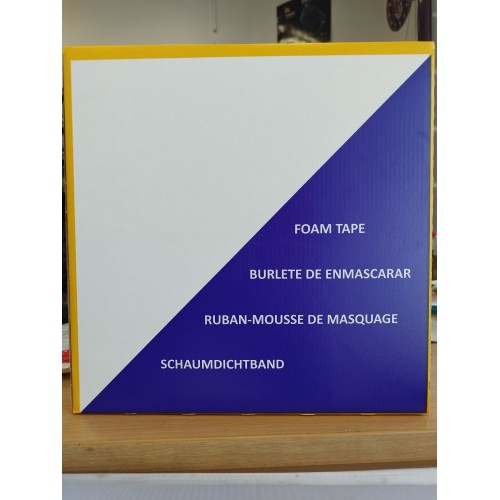 FOAM TAPE
BURLETE DE ENMASCARAR
RUBAN-MOUSSE DE MASQUAGE
SCHAUMDICHTBAND